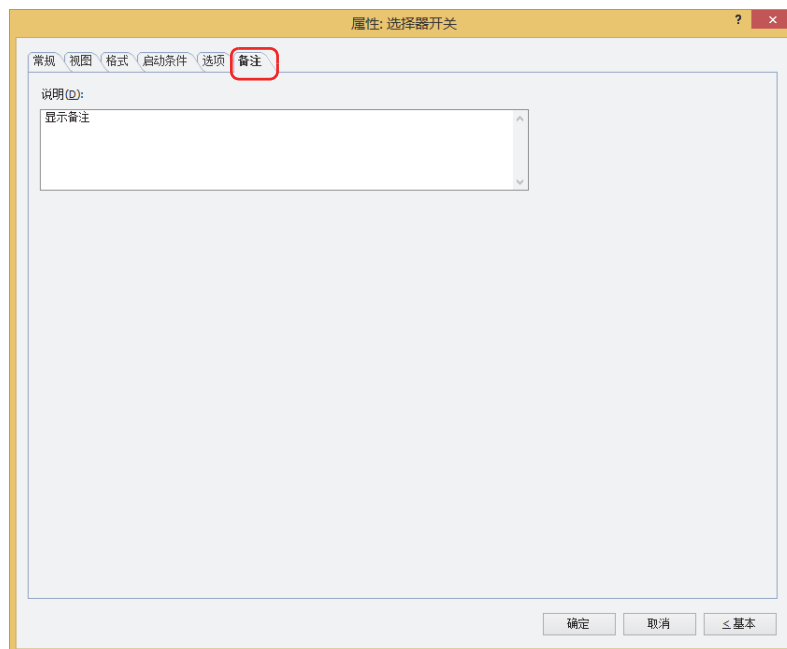 属性: 选择器开关
?
×
常规 视图 格式 启动条件 选项 备注
说明(D):
显示备注
确定 取消 ≤基本